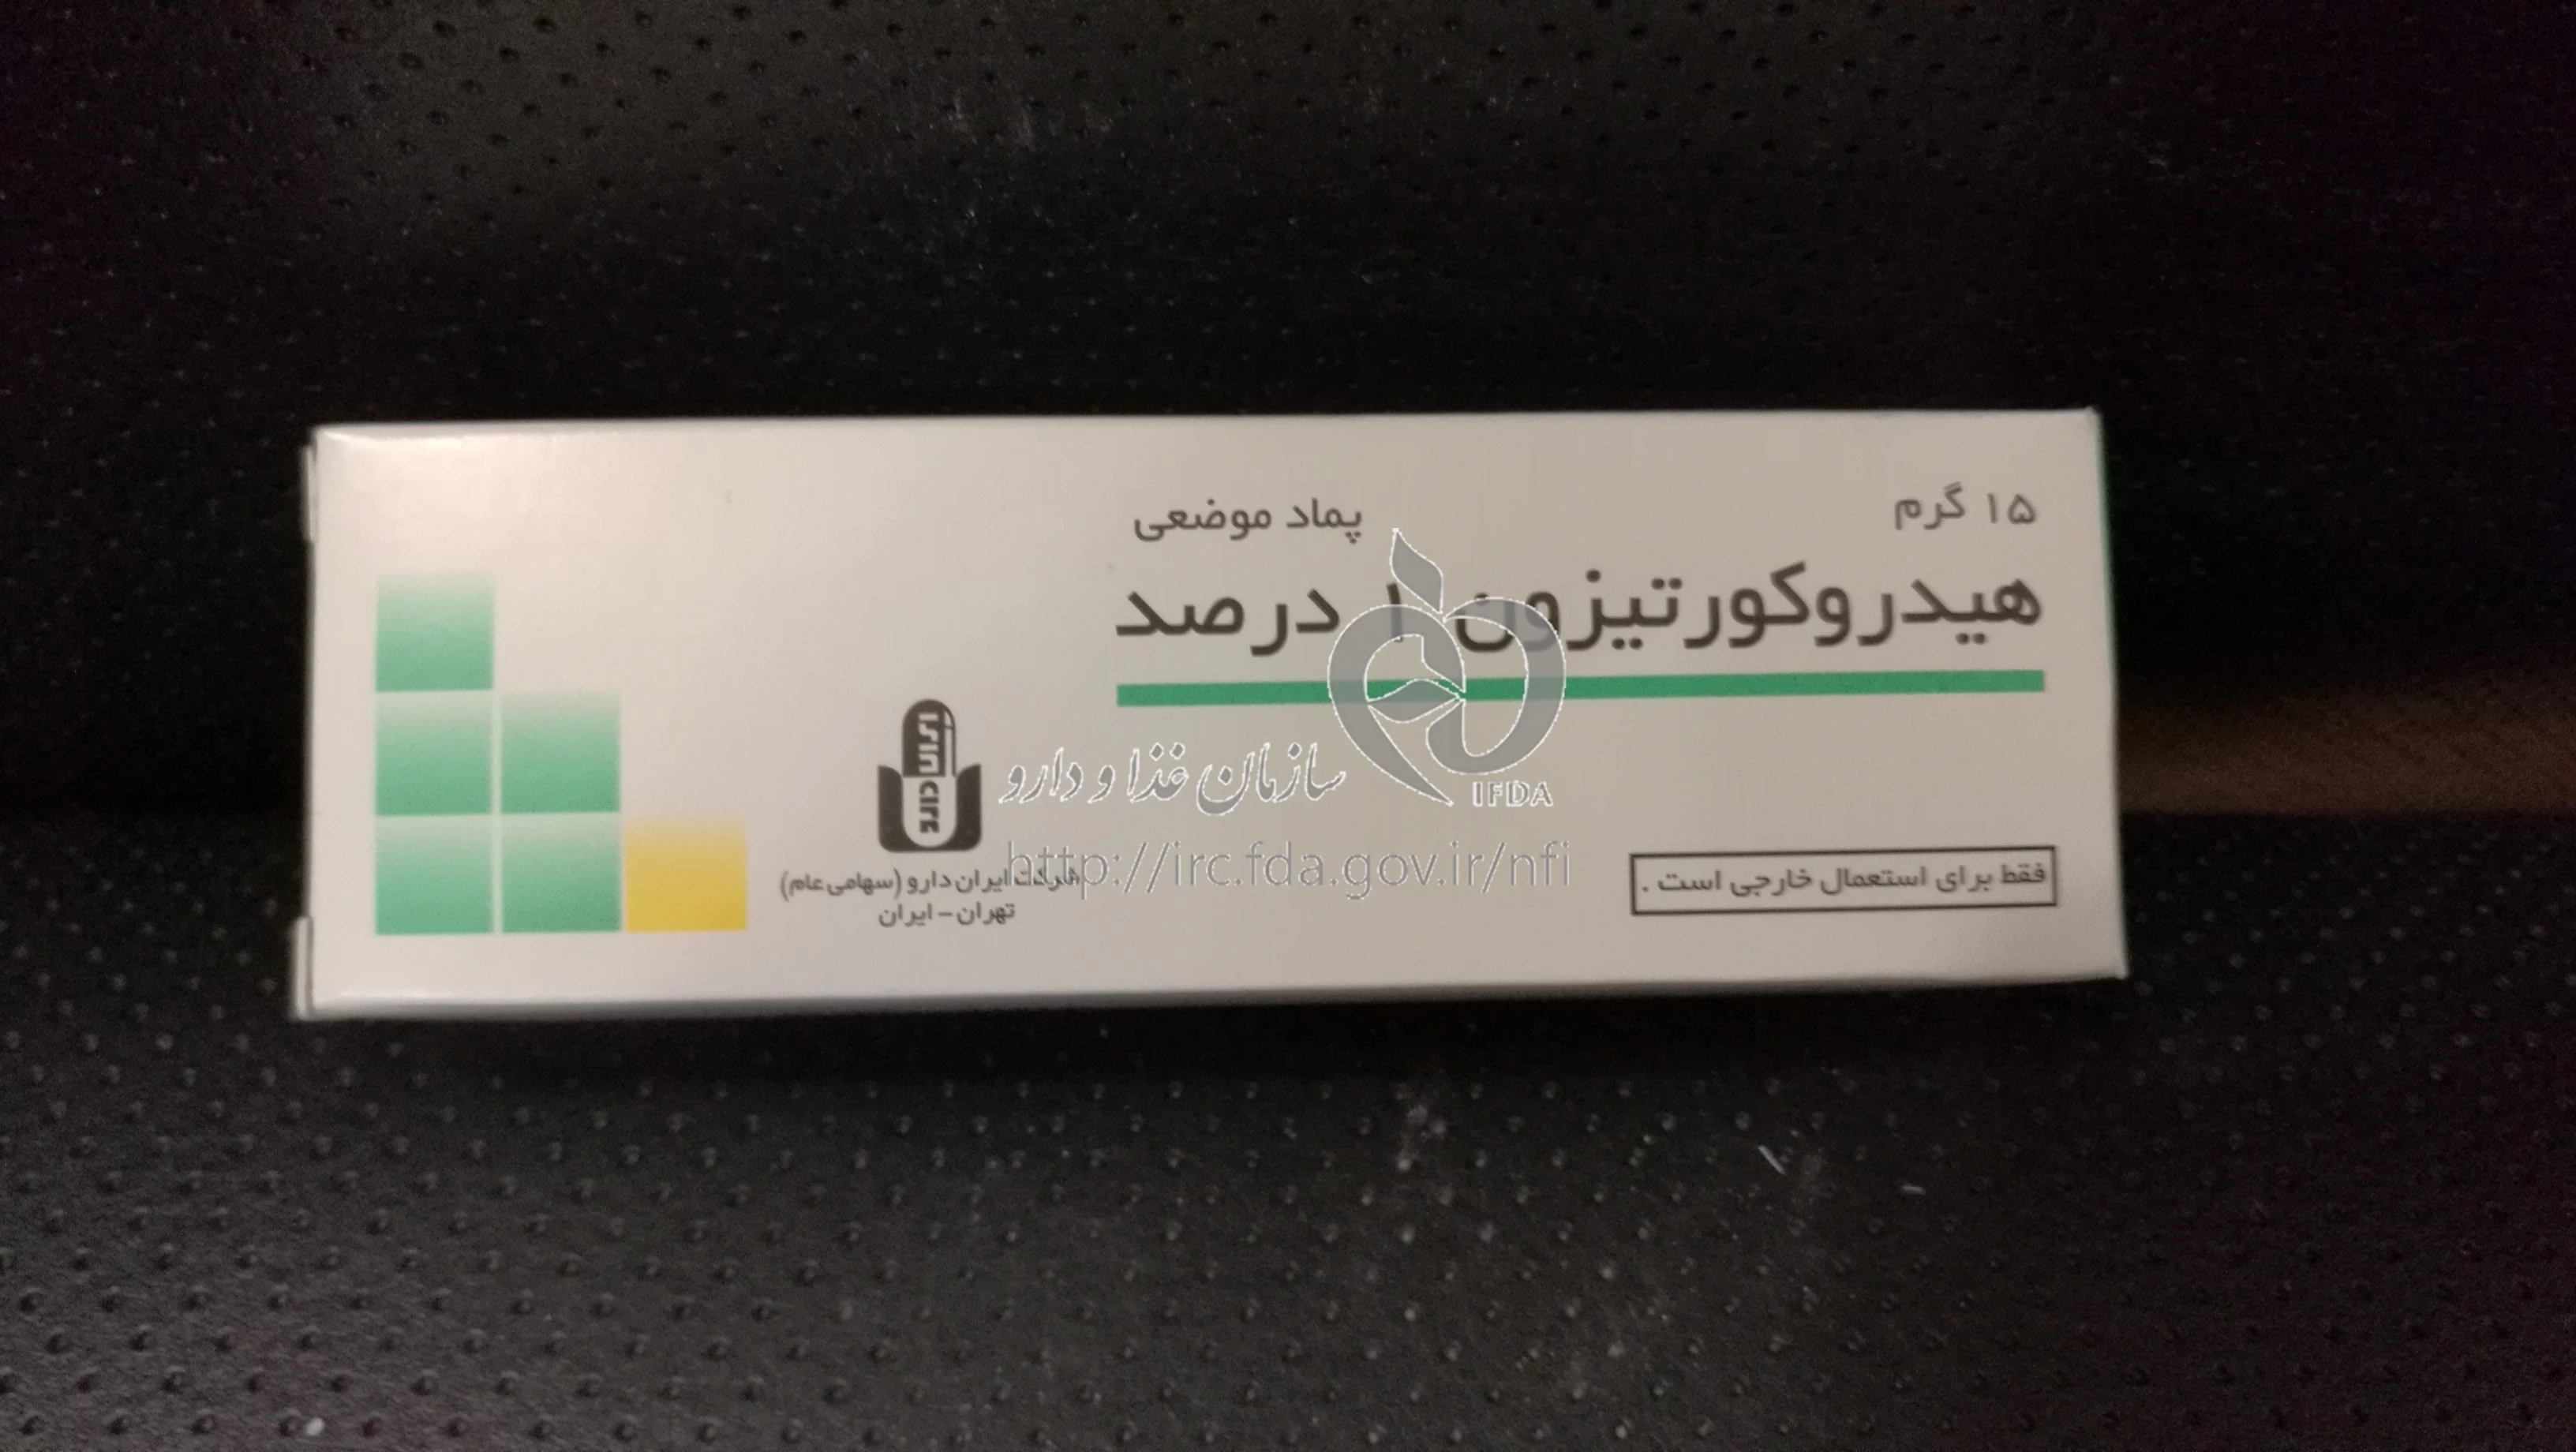 ۱۵ گرم
پماد موضعی
هیدروکورتیزون ۱ درصد
سازمان غذا و دارو
IFDA
http://irc.fda.gov.ir/nfi
فقط برای استعمال خارجی است .
شرکت ایران دارو (سهامی عام)
تهران – ایران